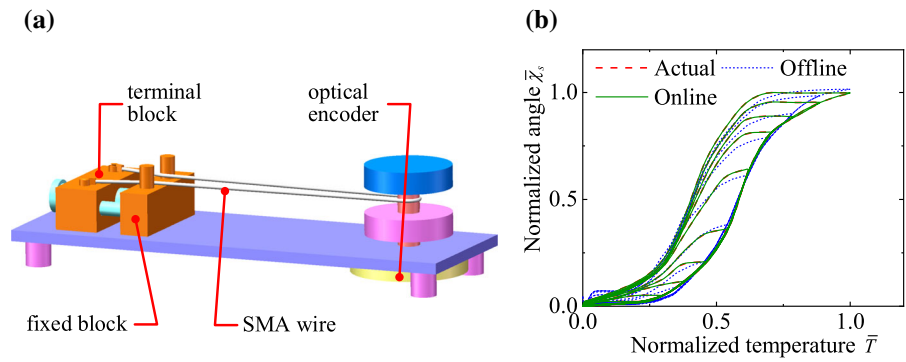 (a)
terminal
block
optical
encoder
fixed block
SMA wire
(b)
Normalized angle χ̄ₛ
Actual
Offline
Online
1.0
0.5
0.0
0.0
0.5
1.0
Normalized temperature T̄